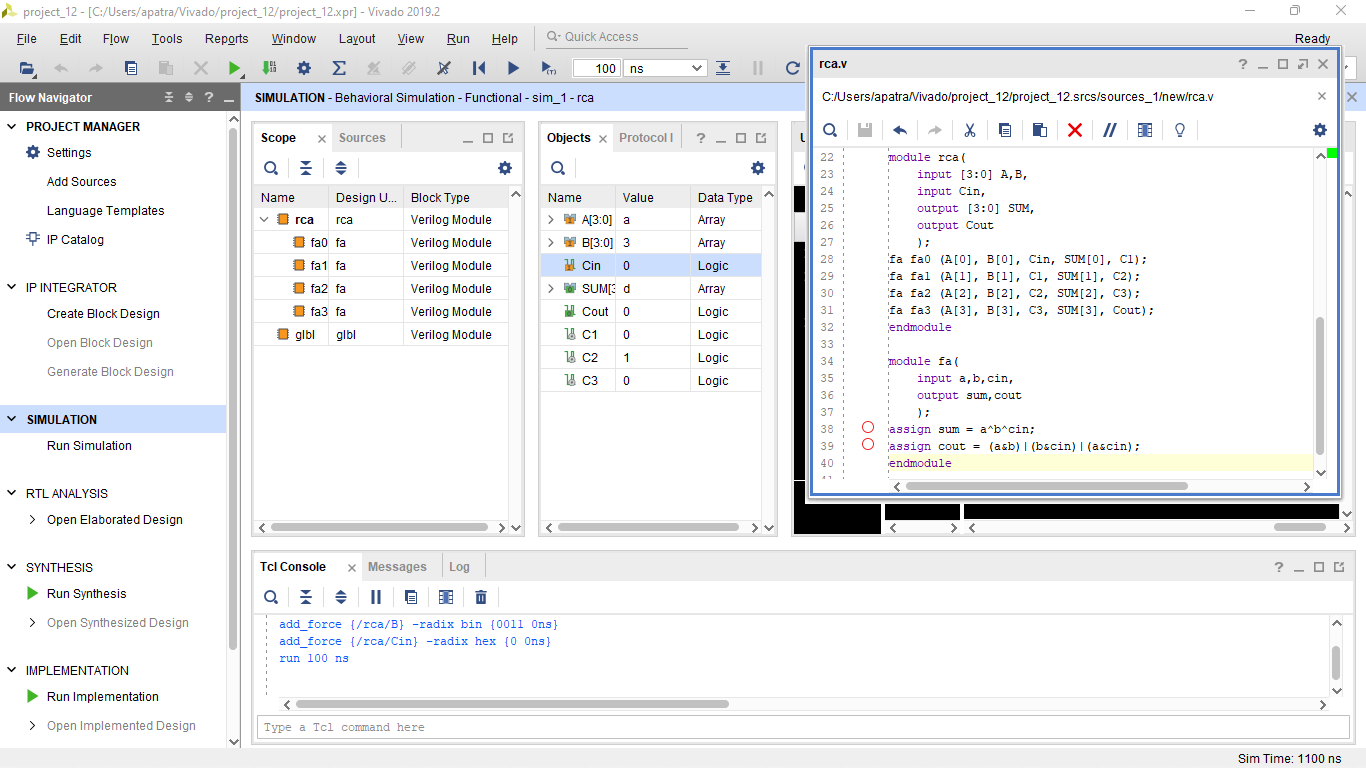 project_12 - [C:/Users/apatra/Vivado/project_12/project_12.xpr] - Vivado 2019.2
File Edit Flow Tools Reports Window Layout View Run Help
Quick Access
Ready
100 ns
Flow Navigator
PROJECT MANAGER
Settings
Add Sources
Language Templates
IP Catalog
IP INTEGRATOR
Create Block Design
Open Block Design
Generate Block Design
SIMULATION
Run Simulation
RTL ANALYSIS
Open Elaborated Design
SYNTHESIS
Run Synthesis
Open Synthesized Design
IMPLEMENTATION
Run Implementation
Open Implemented Design
SIMULATION - Behavioral Simulation - Functional - sim_1 - rca
Scope Sources
Name Design U... Block Type
rca rca Verilog Module
fa0 fa Verilog Module
fa1 fa Verilog Module
fa2 fa Verilog Module
fa3 fa Verilog Module
glbl glbl Verilog Module
Objects Protocol I
Name Value Data Type
A[3:0] a Array
B[3:0] 3 Array
Cin 0 Logic
SUM[3 d Array
Cout 0 Logic
C1 0 Logic
C2 1 Logic
C3 0 Logic
rca.v
C:/Users/apatra/Vivado/project_12/project_12.srcs/sources_1/new/rca.v
22 module rca(
23 input [3:0] A,B,
24 input Cin,
25 output [3:0] SUM,
26 output Cout
27 );
28 fa fa0 (A[0], B[0], Cin, SUM[0], C1);
29 fa fa1 (A[1], B[1], C1, SUM[1], C2);
30 fa fa2 (A[2], B[2], C2, SUM[2], C3);
31 fa fa3 (A[3], B[3], C3, SUM[3], Cout);
32 endmodule
33
34 module fa(
35 input a,b,cin,
36 output sum,cout
37 );
38 assign sum = a^b^cin;
39 assign cout = (a&b)|(b&cin)|(a&cin);
40 endmodule
Tcl Console Messages Log
add_force {/rca/B} -radix bin {0011 0ns}
add_force {/rca/Cin} -radix hex {0 0ns}
run 100 ns
Type a Tcl command here
Sim Time: 1100 ns